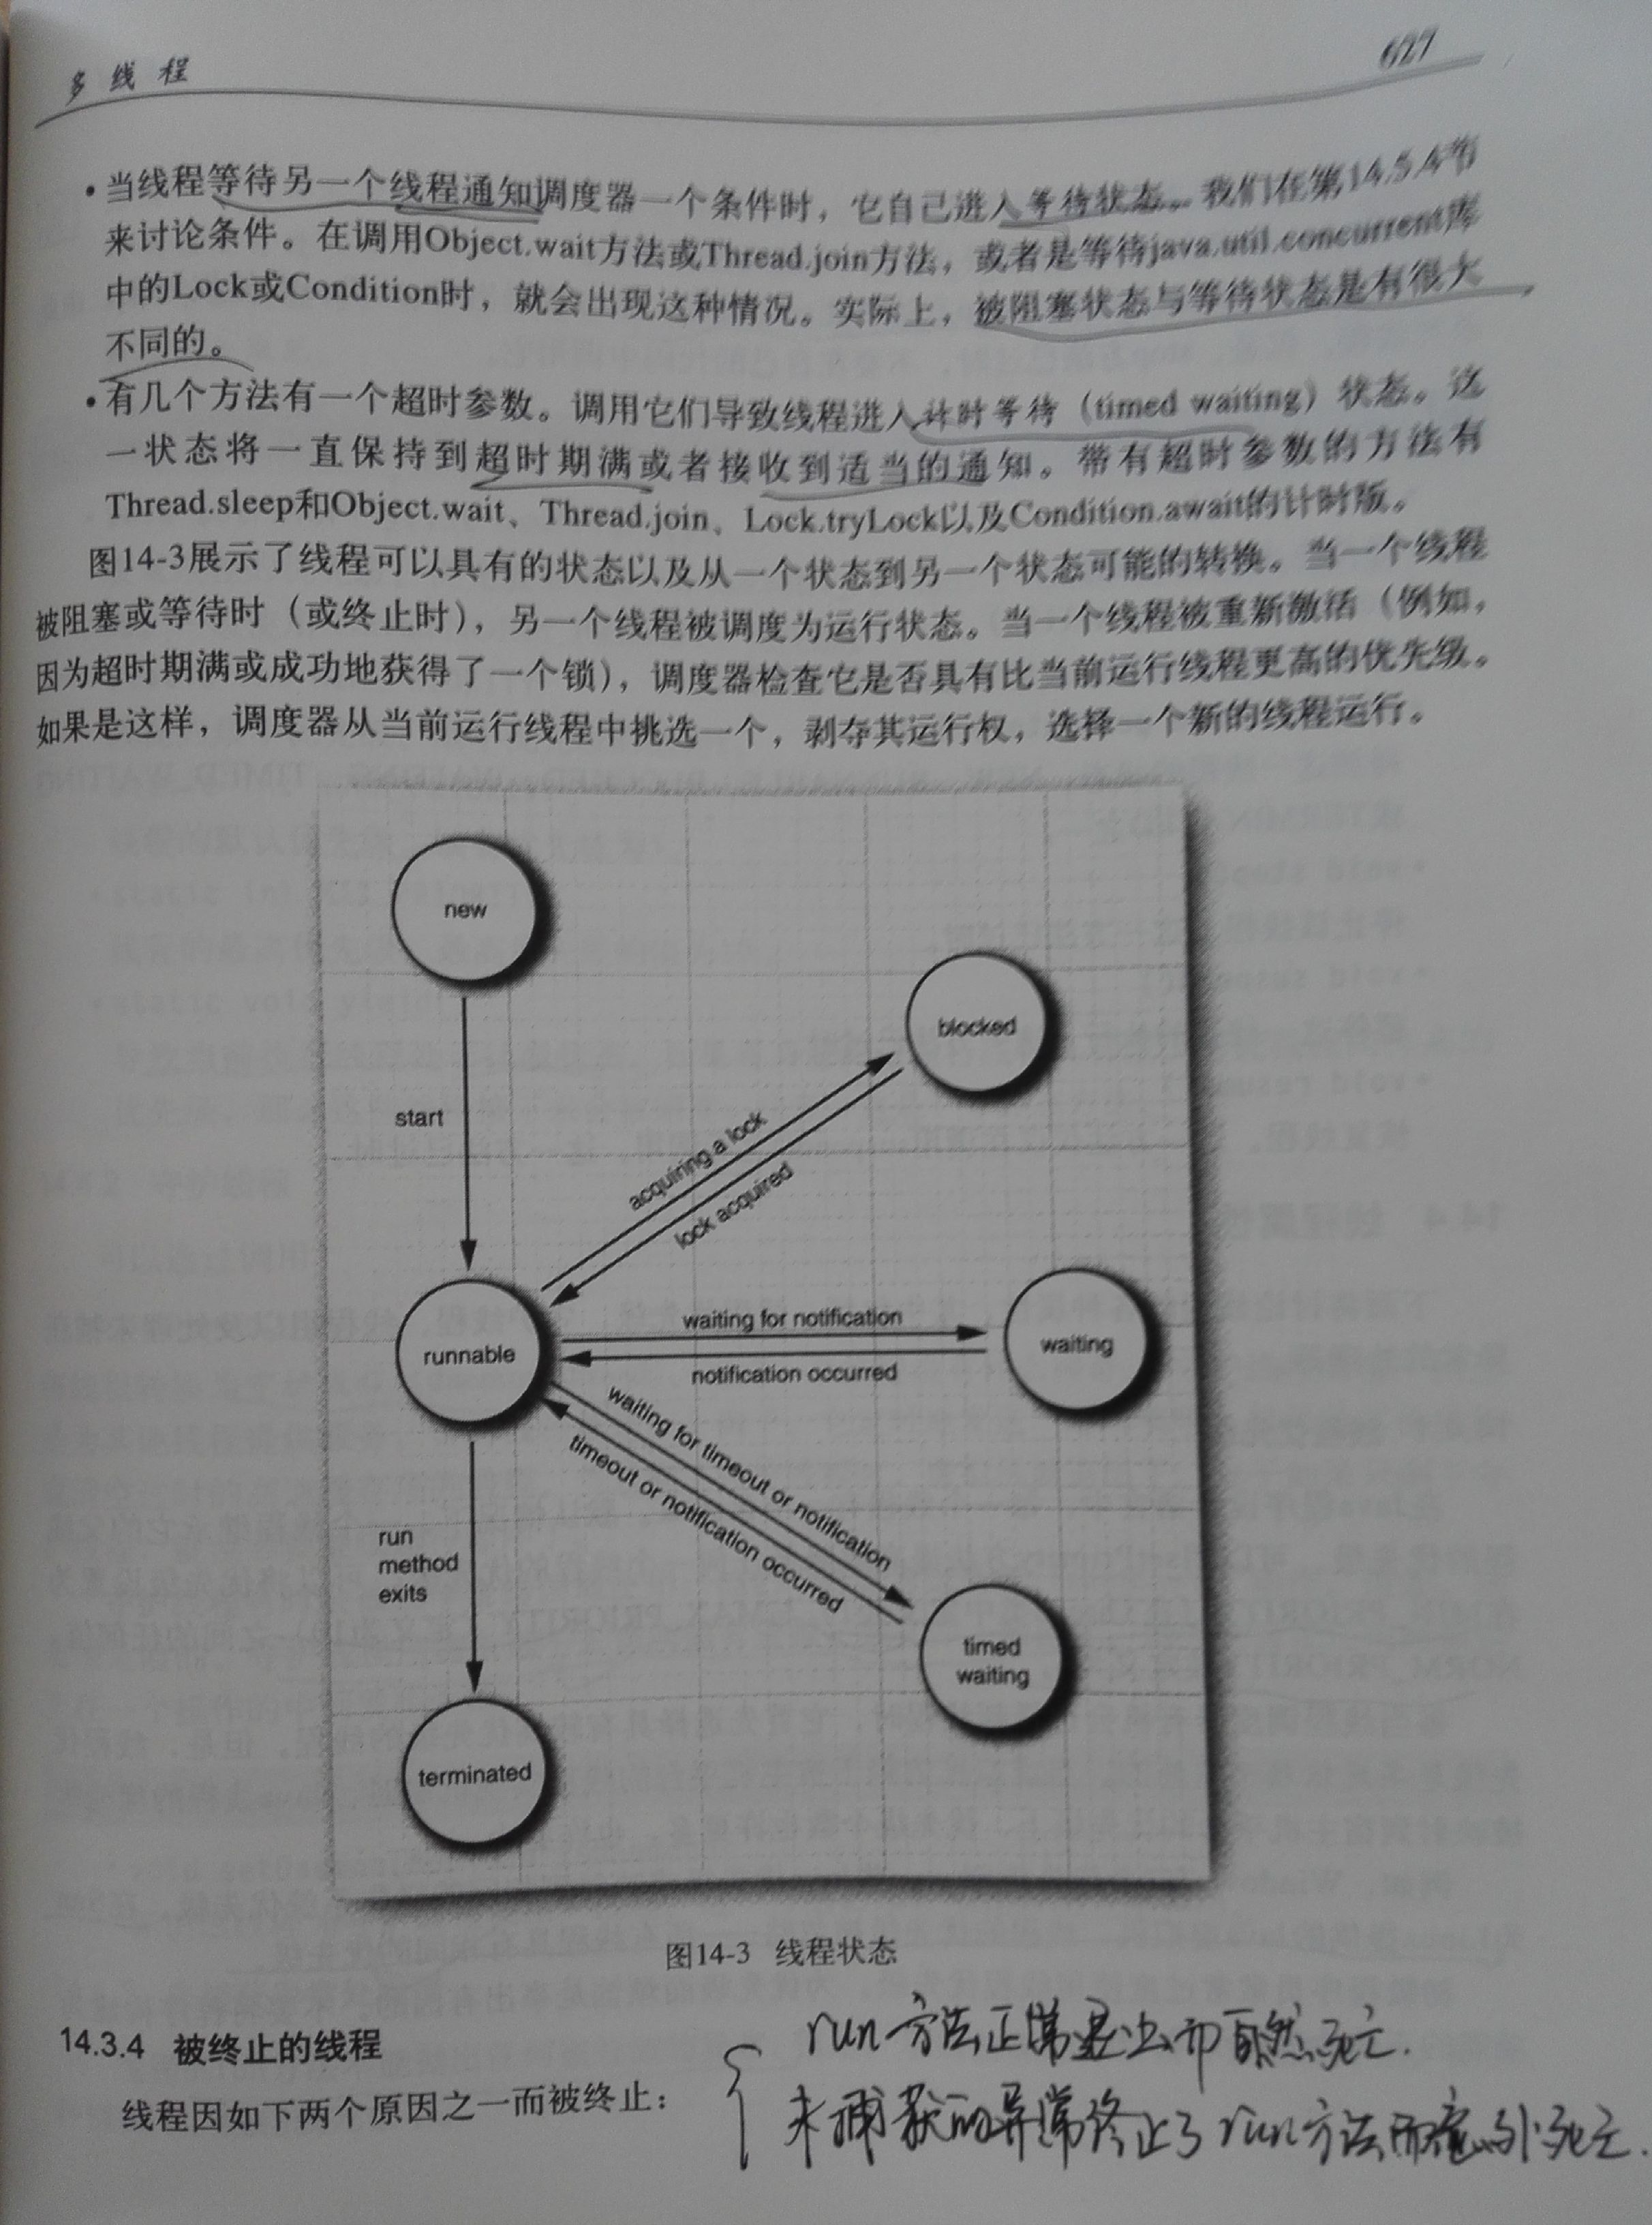 多线程 627
•当线程等待另一个线程通知调度器一个条件时，它自己进入等待状态。我们在第14.5.4节
来讨论条件。在调用Object.wait方法或Thread.join方法，或者是等待java.util.concurrent库
中的Lock或Condition时，就会出现这种情况。实际上，被阻塞状态与等待状态是有很大
不同的。
•有几个方法有一个超时参数。调用它们导致线程进入计时等待（timed waiting）状态。这
一状态将一直保持到超时期满或者接收到适当的通知。带有超时参数的方法有
Thread.sleep和Object.wait、Thread.join、Lock.tryLock以及Condition.await的计时版。
图14-3展示了线程可以具有的状态以及从一个状态到另一个状态可能的转换。当一个线程
被阻塞或等待时（或终止时），另一个线程被调度为运行状态。当一个线程被重新激活（例如，
因为超时期满或成功地获得了一个锁），调度器检查它是否具有比当前运行线程更高的优先级。
如果是这样，调度器从当前运行线程中挑选一个，剥夺其运行权，选择一个新的线程运行。
new
blocked
start
acquiring a lock
lock acquired
waiting for notification
runnable
waiting
notification occurred
waiting for timeout or notification
timeout or notification occurred
run
method
exits
timed
waiting
terminated
图14-3 线程状态
14.3.4 被终止的线程
线程因如下两个原因之一而被终止：
run方法正常退出而自然死亡.
未捕获的异常终止了run方法而意外死亡.